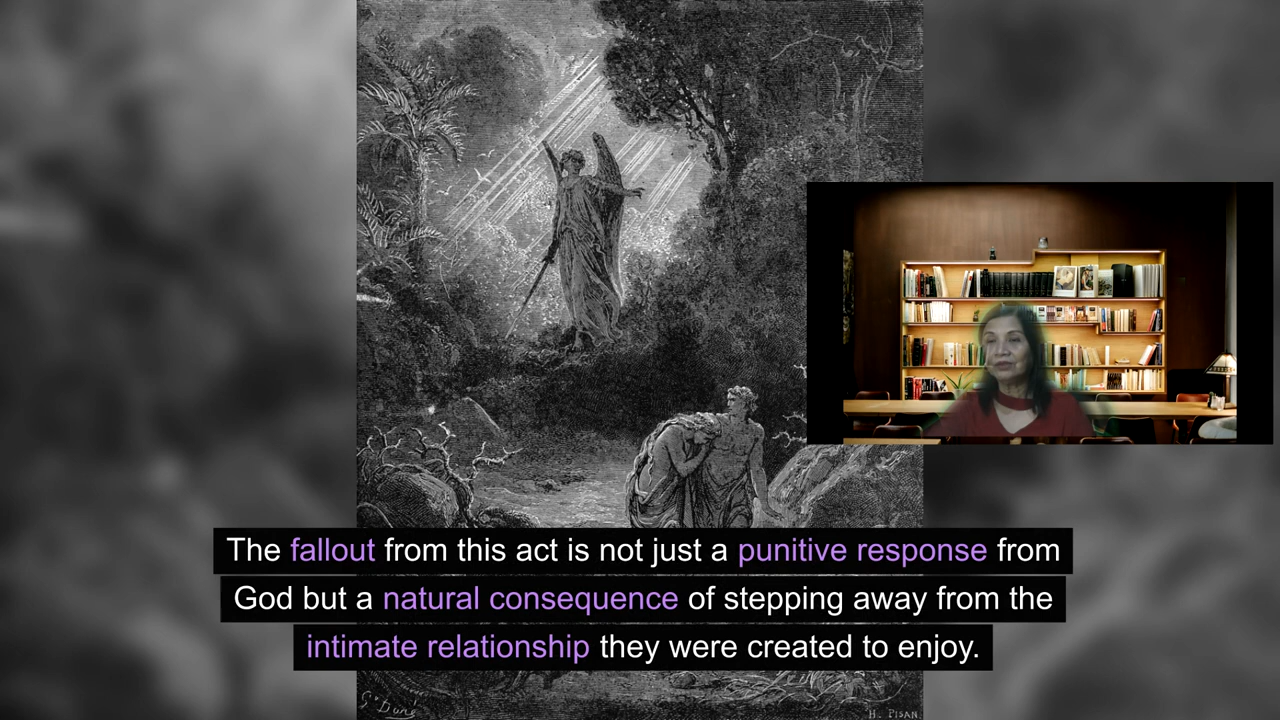 The fallout from this act is not just a punitive response from
God but a natural consequence of stepping away from the
intimate relationship they were created to enjoy.
G. Doré
H. PISAN